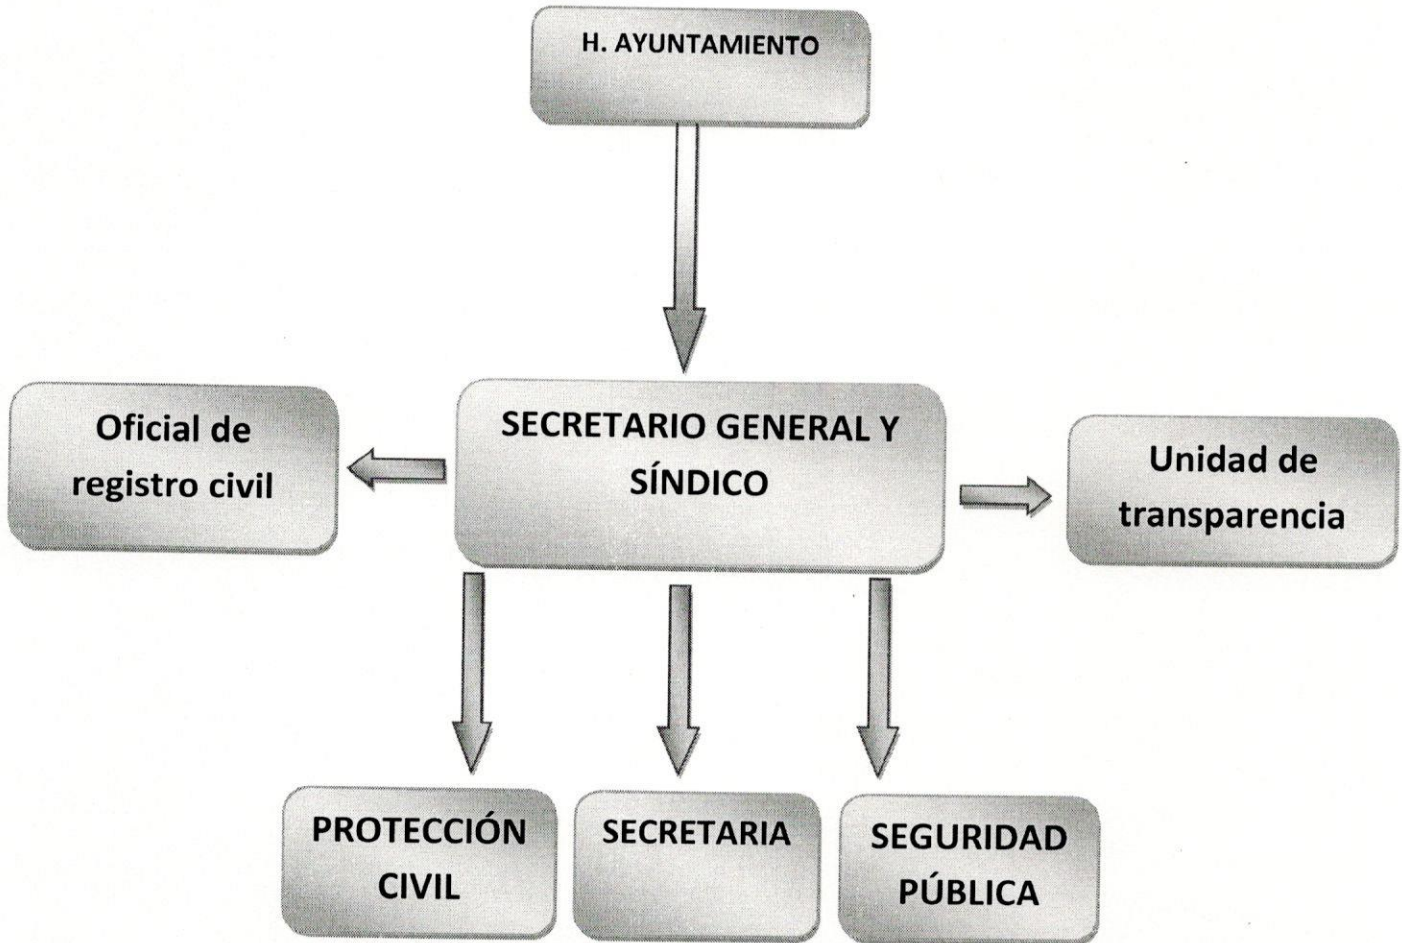 H. AYUNTAMIENTO
SECRETARIO GENERAL Y
SÍNDICO
Oficial de
registro civil
Unidad de
transparencia
PROTECCIÓN
CIVIL
SECRETARIA
SEGURIDAD
PÚBLICA